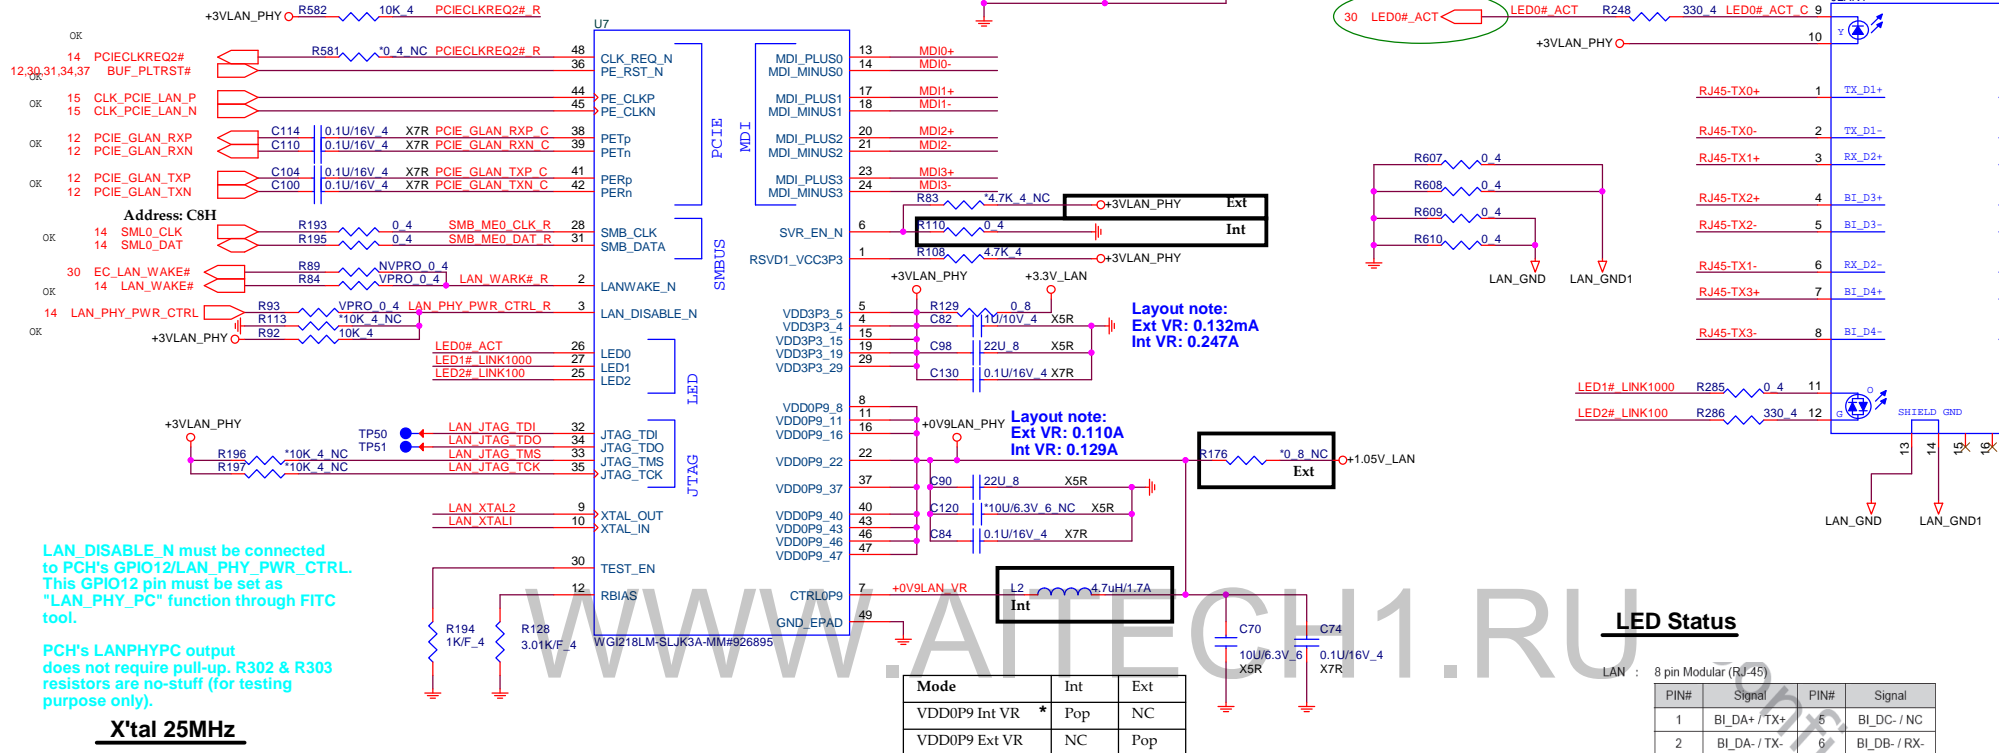 +3VLAN_PHY R582 10K_4 PCIECLKREQ2#_R
U7
OK
14 PCIECLKREQ2# R581 *0_4_NC PCIECLKREQ2#_R 48 CLK_REQ_N
12,30,31,34,37 BUF_PLTRST# 36 PE_RST_N
OK
15 CLK_PCIE_LAN_P 44 PE_CLKP
15 CLK_PCIE_LAN_N 45 PE_CLKN
OK
12 PCIE_GLAN_RXP C114 0.1U/16V_4 X7R PCIE_GLAN_RXP_C 38 PETp
12 PCIE_GLAN_RXN C110 0.1U/16V_4 X7R PCIE_GLAN_RXN_C 39 PETn
OK
12 PCIE_GLAN_TXP C104 0.1U/16V_4 X7R PCIE_GLAN_TXP_C 41 PERp
12 PCIE_GLAN_TXN C100 0.1U/16V_4 X7R PCIE_GLAN_TXN_C 42 PERn
OK
Address: C8H
14 SML0_CLK R193 0_4 SMB_ME0_CLK_R 28 SMB_CLK
14 SML0_DAT R195 0_4 SMB_ME0_DAT_R 31 SMB_DATA
OK
30 EC_LAN_WAKE# R89 NVPRO_0_4
14 LAN_WAKE# R84 VPRO_0_4 LAN_WARK#_R 2 LANWAKE_N
OK
14 LAN_PHY_PWR_CTRL R93 VPRO_0_4 LAN_PHY_PWR_CTRL_R 3 LAN_DISABLE_N
R113 *10K_4_NC
+3VLAN_PHY R92 10K_4
OK
LED0#_ACT 26 LED0
LED1#_LINK1000 27 LED1
LED2#_LINK100 25 LED2
+3VLAN_PHY
TP50 LAN_JTAG_TDI 32 JTAG_TDI
TP51 LAN_JTAG_TDO 34 JTAG_TDO
R196 *10K_4_NC LAN_JTAG_TMS 33 JTAG_TMS
R197 *10K_4_NC LAN_JTAG_TCK 35 JTAG_TCK
LAN_XTAL2 9 XTAL_OUT
LAN_XTALI 10 XTAL_IN
30 TEST_EN
12 RBIAS
R194 1K/F_4
R128 3.01K/F_4
WGI218LM-SLJK3A-MM#926895
PCIE
MDI
SMBUS
LED
JTAG
LAN_DISABLE_N must be connected
to PCH's GPIO12/LAN_PHY_PWR_CTRL.
This GPIO12 pin must be set as
"LAN_PHY_PC" function through FITC
tool.
PCH's LANPHYPC output
does not require pull-up. R302 & R303
resistors are no-stuff (for testing
purpose only).
X'tal 25MHz
MDI_PLUS0 13 MDI0+
MDI_MINUS0 14 MDI0-
MDI_PLUS1 17 MDI1+
MDI_MINUS1 18 MDI1-
MDI_PLUS2 20 MDI2+
MDI_MINUS2 21 MDI2-
MDI_PLUS3 23 MDI3+
MDI_MINUS3 24 MDI3-
R83 *4.7K_4_NC +3VLAN_PHY Ext
SVR_EN_N 6 R110 0_4 Int
RSVD1_VCC3P3 1 R108 4.7K_4 +3VLAN_PHY
+3VLAN_PHY +3.3V_LAN
VDD3P3_5 5 R129 0_8
VDD3P3_4 4 C82 1U/10V_4 X5R
VDD3P3_15 15
VDD3P3_19 19 C98 22U_8 X5R
VDD3P3_29 29 C130 0.1U/16V_4 X7R
Layout note:
Ext VR: 0.132mA
Int VR: 0.247A
VDD0P9_8 8
VDD0P9_11 11
VDD0P9_16 16
VDD0P9_22 22
+0V9LAN_PHY
Layout note:
Ext VR: 0.110A
Int VR: 0.129A
R176 *0_8_NC +1.05V_LAN
Ext
VDD0P9_37 37 C90 22U_8 X5R
VDD0P9_40 40 C120 *10U/6.3V_6_NC X5R
VDD0P9_43 43
VDD0P9_46 46 C84 0.1U/16V_4 X7R
VDD0P9_47 47
CTRL0P9 7 +0V9LAN_VR L2 4.7uH/1.7A
Int
GND_EPAD 49
C70 10U/6.3V_6 X5R
C74 0.1U/16V_4 X7R
WWW.AITECH1.RU
Mode Int Ext
VDD0P9 Int VR * Pop NC
VDD0P9 Ext VR NC Pop
30 LED0#_ACT LED0#_ACT R248 330_4 LED0#_ACT_C 9
Y
+3VLAN_PHY 10
RJ45-TX0+ 1 TX_D1+
RJ45-TX0- 2 TX_D1-
RJ45-TX1+ 3 RX_D2+
RJ45-TX2+ 4 BI_D3+
RJ45-TX2- 5 BI_D3-
RJ45-TX1- 6 RX_D2-
RJ45-TX3+ 7 BI_D4+
RJ45-TX3- 8 BI_D4-
R607 0_4
R608 0_4
R609 0_4
R610 0_4
LAN_GND LAN_GND1
LED1#_LINK1000 R285 0_4 11 O
LED2#_LINK100 R286 330_4 12 G
SHIELD GND
13 14 15 16
LAN_GND LAN_GND1
LED Status
LAN : 8 pin Modular (RJ-45)
PIN# Signal PIN# Signal
1 BI_DA+ / TX+ 5 BI_DC- / NC
2 BI_DA- / TX- 6 BI_DB- / RX-